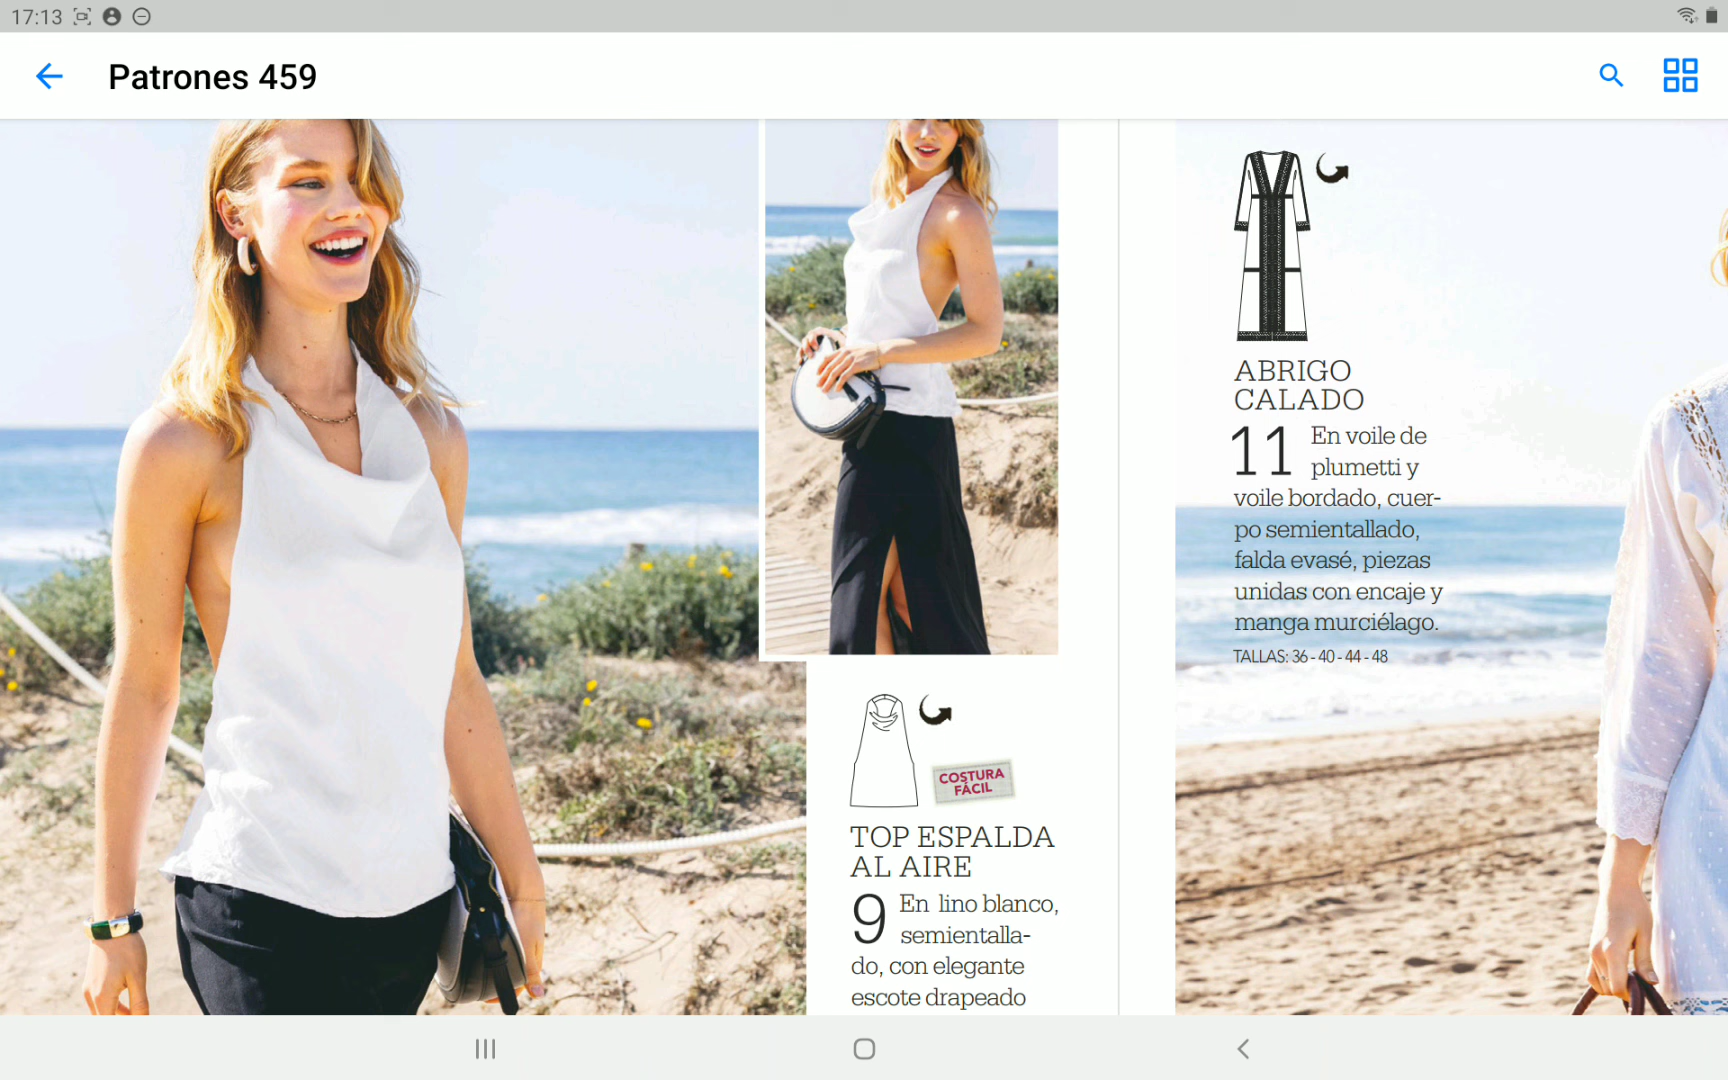 17:13
Patrones 459
COSTURA
FÁCIL
TOP ESPALDA
AL AIRE
9 En lino blanco,
semientalla-
do, con elegante
escote drapeado
ABRIGO
CALADO
11 En voile de
plumetti y
voile bordado, cuer-
po semientallado,
falda evasé, piezas
unidas con encaje y
manga murciélago.
TALLAS: 36 - 40 - 44 - 48